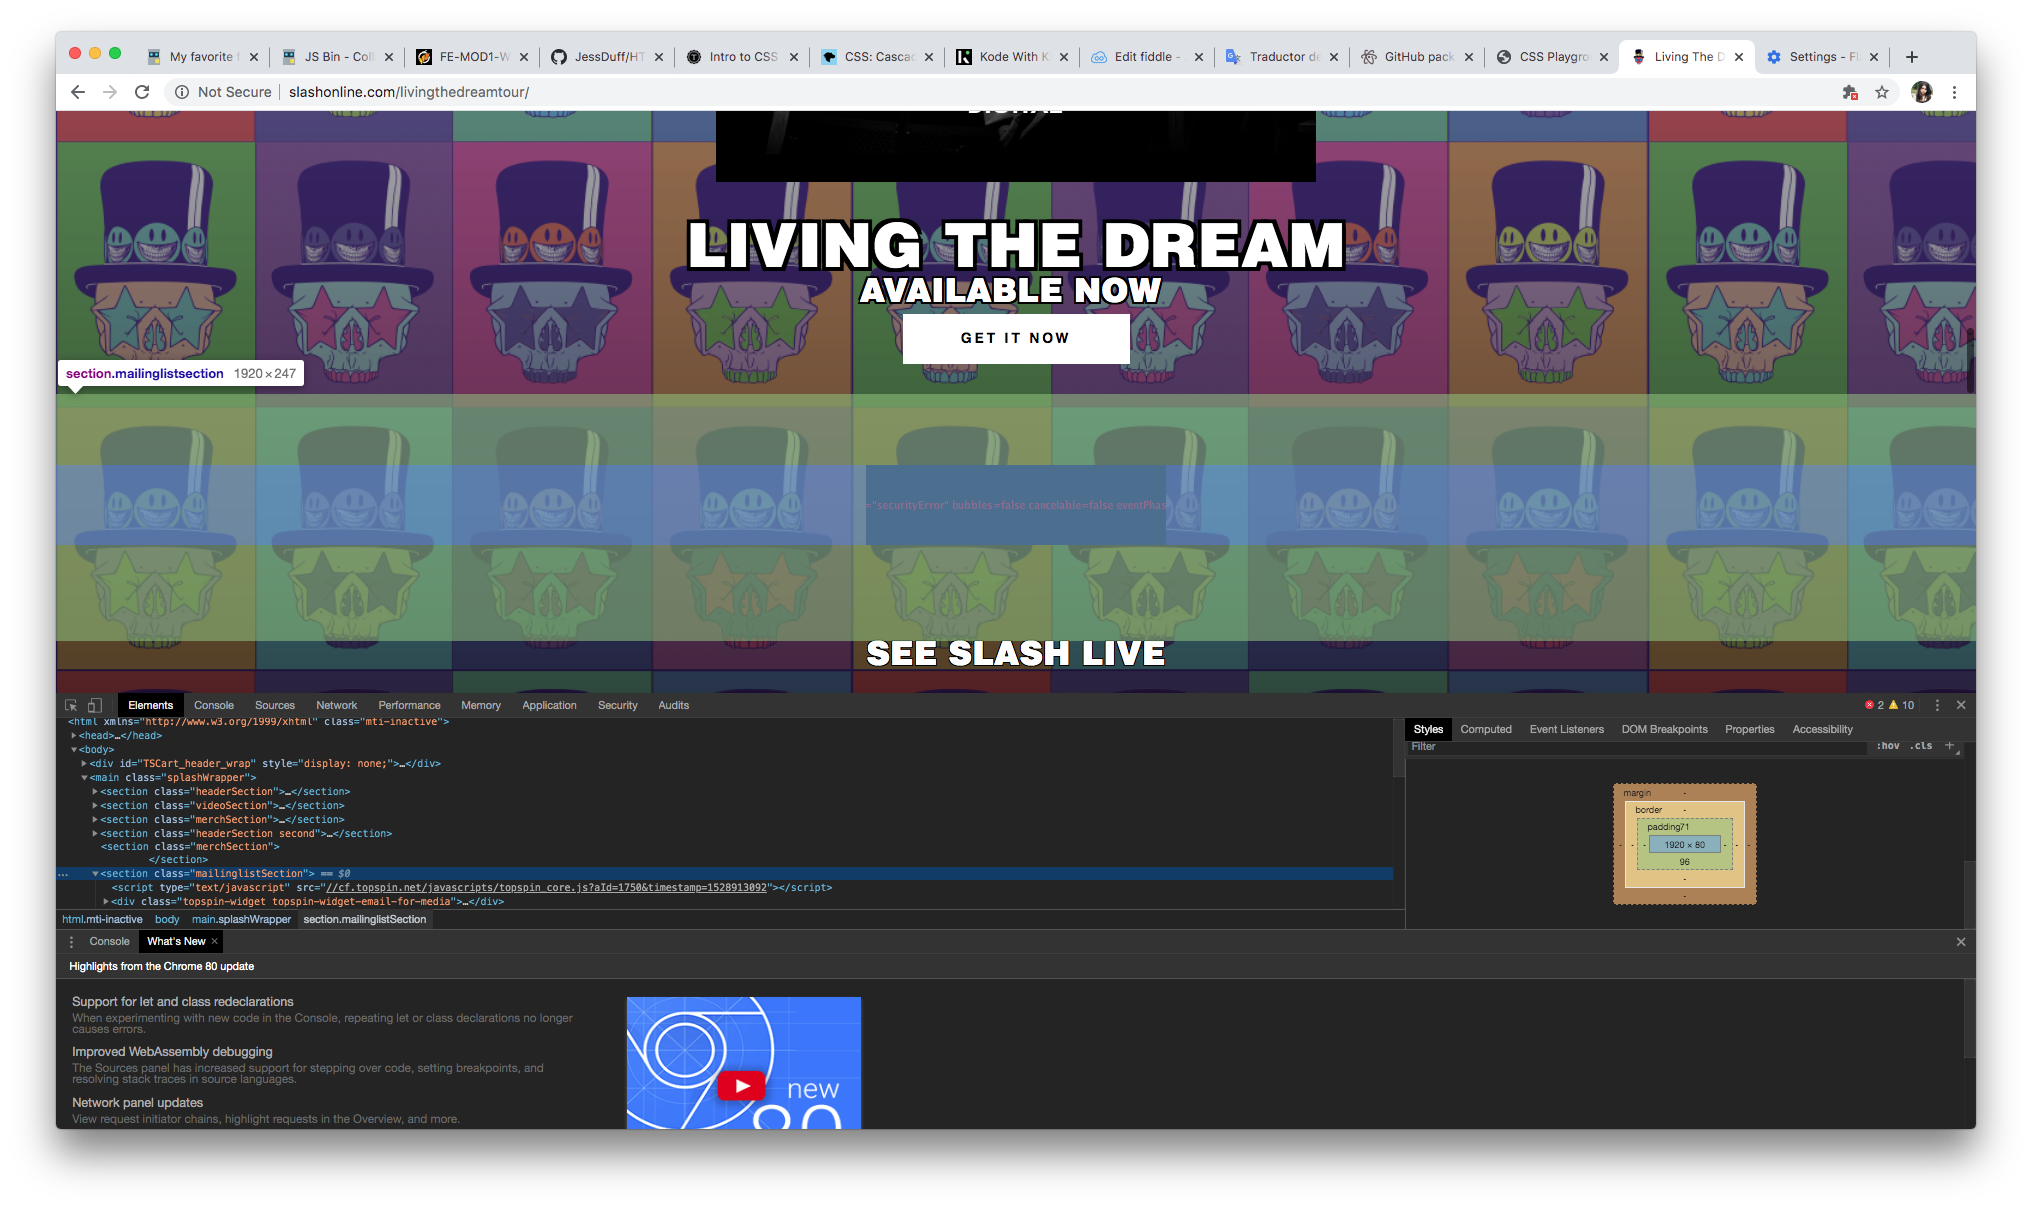 My favorite f
JS Bin - Coll
FE-MOD1-W
JessDuff/HT
Intro to CSS
CSS: Cascad
Kode With K
Edit fiddle -
Traductor de
GitHub pack
CSS Playgro
Living The D
Settings - Fl
Not Secure
slashonline.com/livingthedreamtour/
LIVING THE DREAM
AVAILABLE NOW
GET IT NOW
section.mailinglistsection 1920 × 247
="securityError" bubbles=false cancelable=false eventPhas
SEE SLASH LIVE
Elements Console Sources Network Performance Memory Application Security Audits
2 10
<html xmlns="http://www.w3.org/1999/xhtml" class="mti-inactive">
<head>…</head>
<body>
<div id="TSCart_header_wrap" style="display: none;">…</div>
<main class="splashWrapper">
<section class="headerSection">…</section>
<section class="videoSection">…</section>
<section class="merchSection">…</section>
<section class="headerSection second">…</section>
<section class="merchSection">
</section>
… <section class="mailinglistSection"> == $0
<script type="text/javascript" src="//cf.topspin.net/javascripts/topspin_core.js?aId=1750&timestamp=1528913092"></script>
<div class="topspin-widget topspin-widget-email-for-media">…</div>
html.mti-inactive body main.splashWrapper section.mailinglistSection
Styles Computed Event Listeners DOM Breakpoints Properties Accessibility
Filter :hov .cls +
margin -
border -
padding71
- - - 1920 × 80 - - -
96
-
-
Console What's New
Highlights from the Chrome 80 update
Support for let and class redeclarations
When experimenting with new code in the Console, repeating let or class declarations no longer
causes errors.
Improved WebAssembly debugging
The Sources panel has increased support for stepping over code, setting breakpoints, and
resolving stack traces in source languages.
Network panel updates
View request initiator chains, highlight requests in the Overview, and more.
new
80